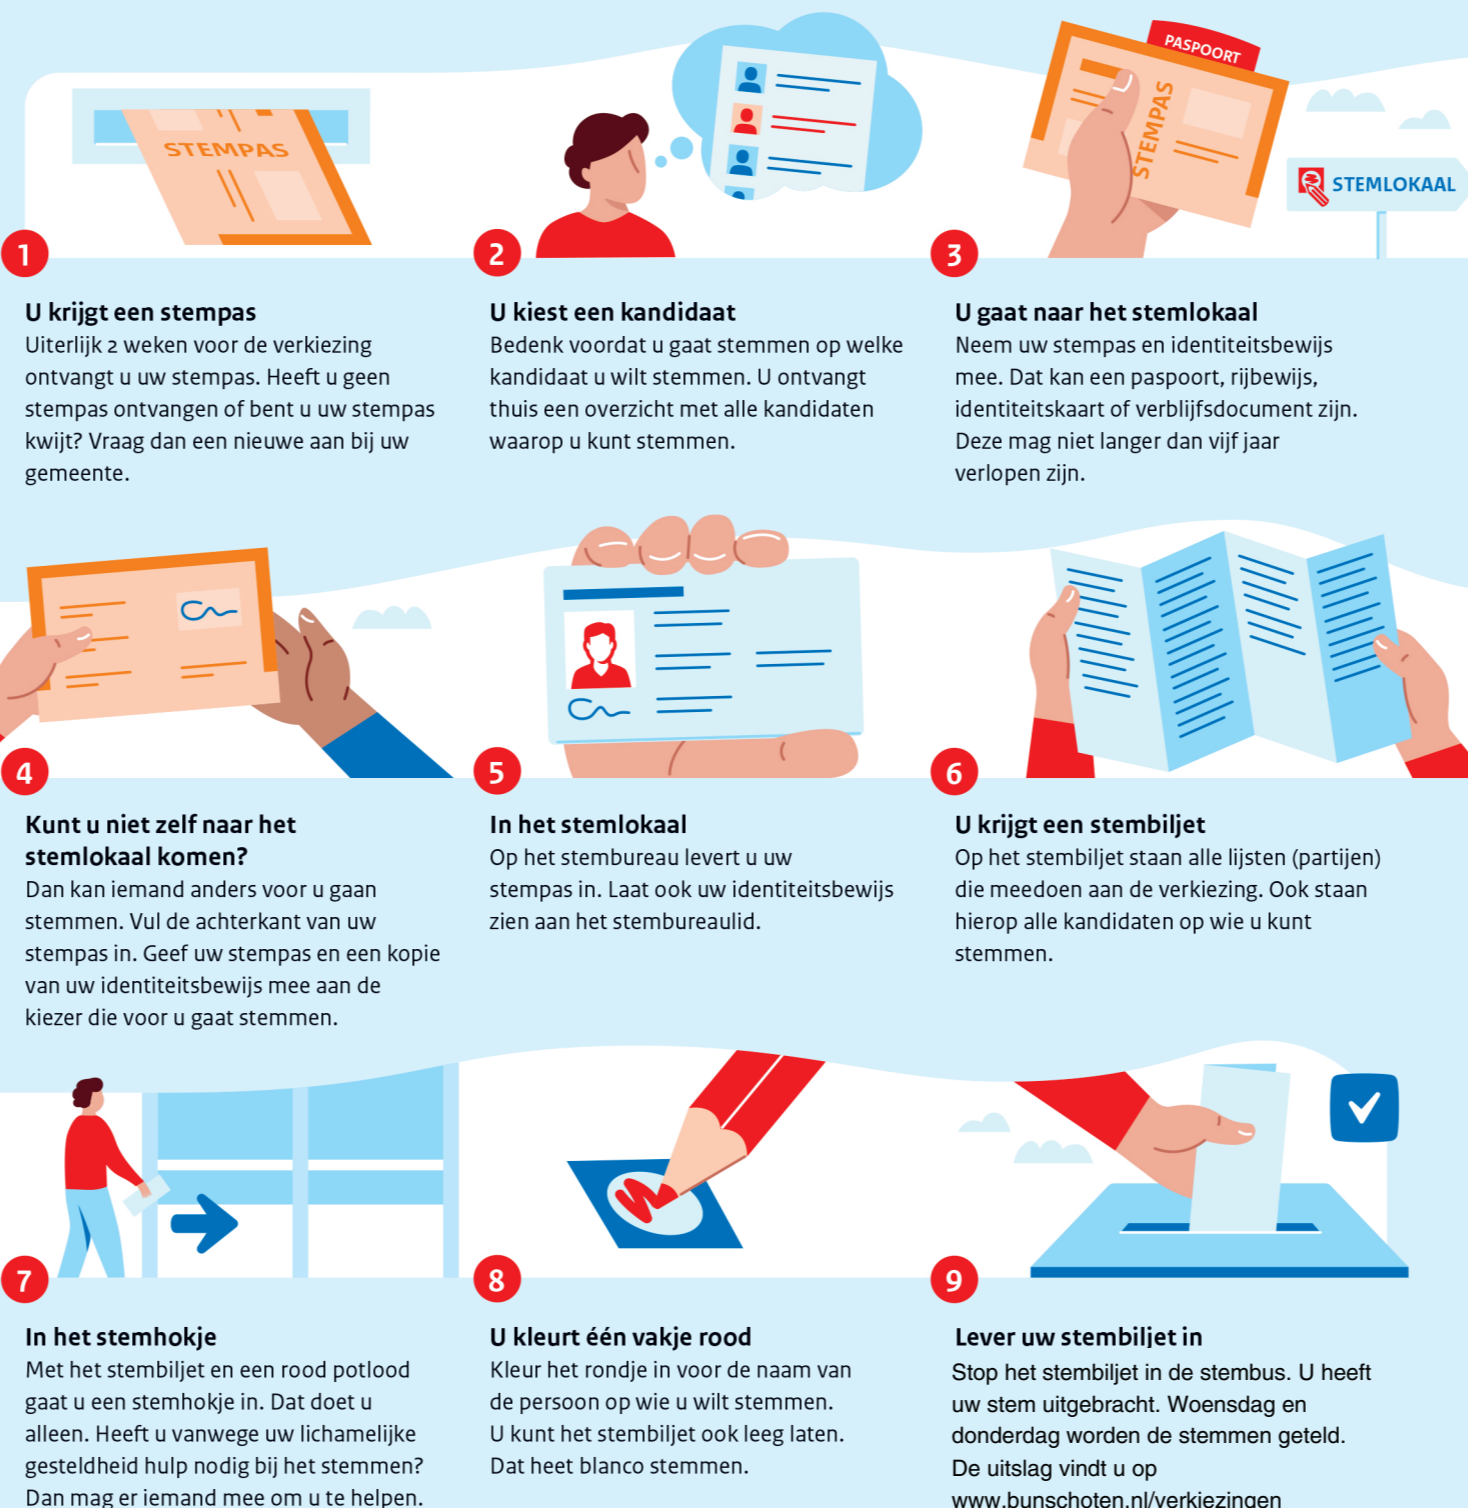 STEMPAS
PASPOORT
STEMPAS
STEMLOKAAL
1
U krijgt een stempas
Uiterlijk 2 weken voor de verkiezing
ontvangt u uw stempas. Heeft u geen
stempas ontvangen of bent u uw stempas
kwijt? Vraag dan een nieuwe aan bij uw
gemeente.
2
U kiest een kandidaat
Bedenk voordat u gaat stemmen op welke
kandidaat u wilt stemmen. U ontvangt
thuis een overzicht met alle kandidaten
waarop u kunt stemmen.
3
U gaat naar het stemlokaal
Neem uw stempas en identiteitsbewijs
mee. Dat kan een paspoort, rijbewijs,
identiteitskaart of verblijfsdocument zijn.
Deze mag niet langer dan vijf jaar
verlopen zijn.
4
Kunt u niet zelf naar het
stemlokaal komen?
Dan kan iemand anders voor u gaan
stemmen. Vul de achterkant van uw
stempas in. Geef uw stempas en een kopie
van uw identiteitsbewijs mee aan de
kiezer die voor u gaat stemmen.
5
In het stemlokaal
Op het stembureau levert u uw
stempas in. Laat ook uw identiteitsbewijs
zien aan het stembureaulid.
6
U krijgt een stembiljet
Op het stembiljet staan alle lijsten (partijen)
die meedoen aan de verkiezing. Ook staan
hierop alle kandidaten op wie u kunt
stemmen.
7
In het stemhokje
Met het stembiljet en een rood potlood
gaat u een stemhokje in. Dat doet u
alleen. Heeft u vanwege uw lichamelijke
gesteldheid hulp nodig bij het stemmen?
Dan mag er iemand mee om u te helpen.
8
U kleurt één vakje rood
Kleur het rondje in voor de naam van
de persoon op wie u wilt stemmen.
U kunt het stembiljet ook leeg laten.
Dat heet blanco stemmen.
9
Lever uw stembiljet in
Stop het stembiljet in de stembus. U heeft
uw stem uitgebracht. Woensdag en
donderdag worden de stemmen geteld.
De uitslag vindt u op
www.bunschoten.nl/verkiezingen